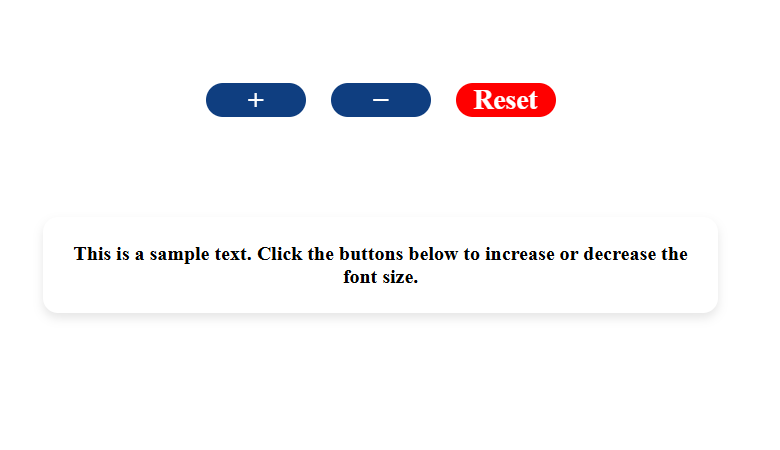 + − Reset
This is a sample text. Click the buttons below to increase or decrease the
font size.